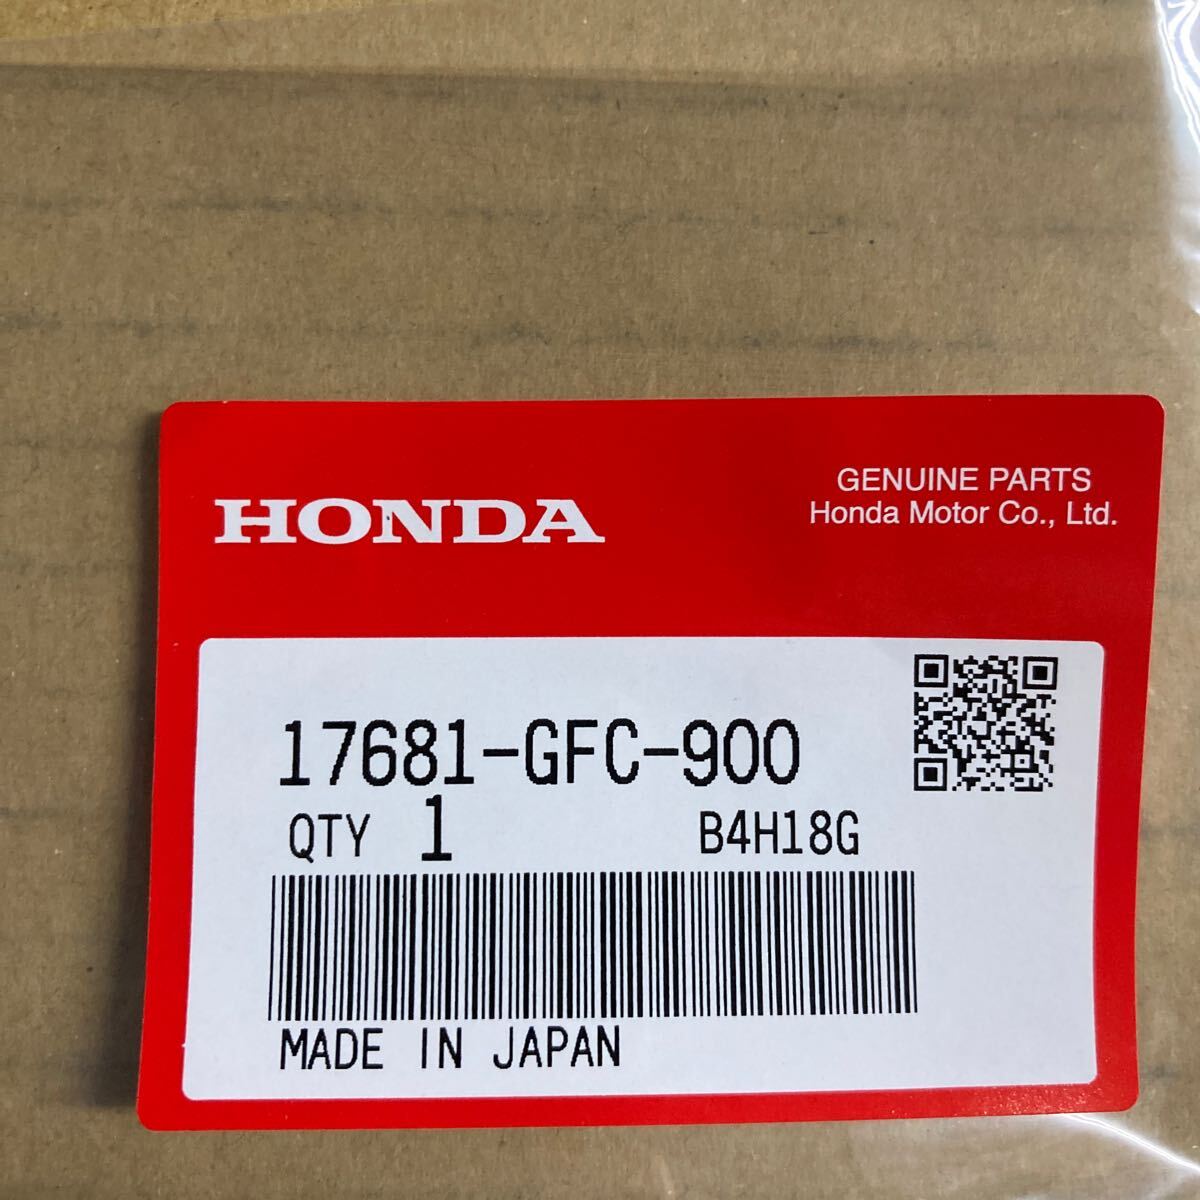 HONDA
GENUINE PARTS
Honda Motor Co., Ltd.
17681-GFC-900
QTY 1 B4H18G
MADE IN JAPAN